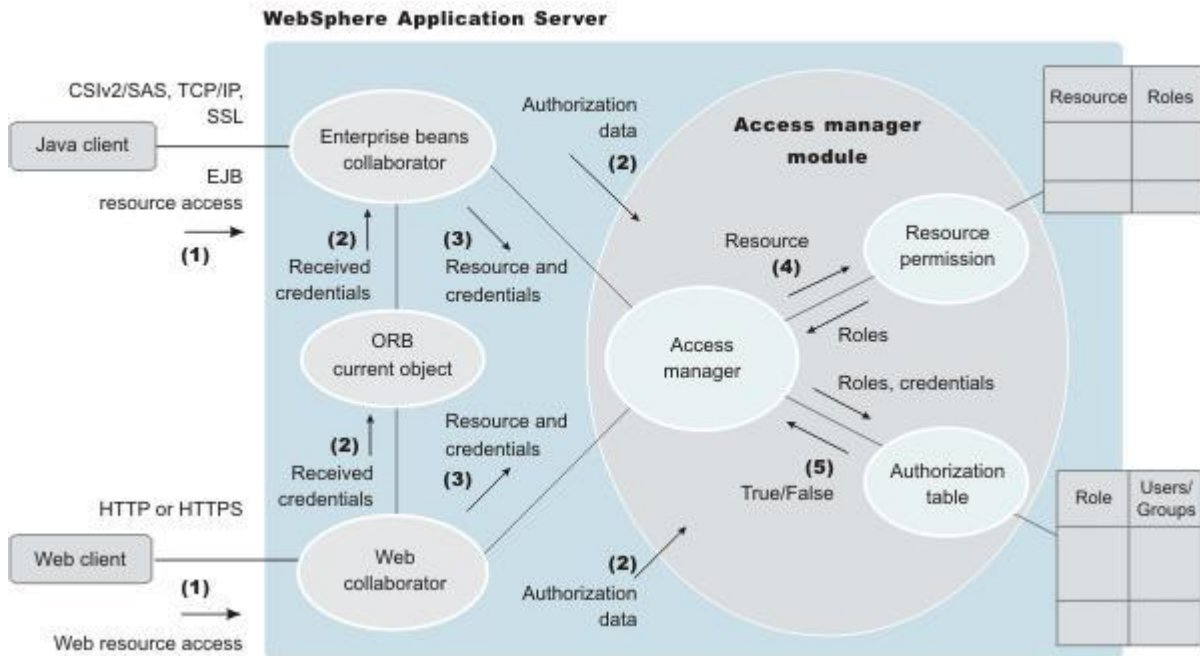 WebSphere Application Server
CSIv2/SAS, TCP/IP,
SSL
Java client
EJB
resource access
(1)
Enterprise beans
collaborator
(2)
Received
credentials
(3)
Resource and
credentials
ORB
current object
(2)
Received
credentials
Resource and
credentials
(3)
HTTP or HTTPS
Web client
(1)
Web resource access
Web
collaborator
Authorization
data
(2)
(2)
Authorization
data
Access manager
module
Access
manager
Resource
(4)
Roles
Resource
permission
Roles, credentials
(5)
True/False
Authorization
table
Resource Roles
Role Users/
Groups